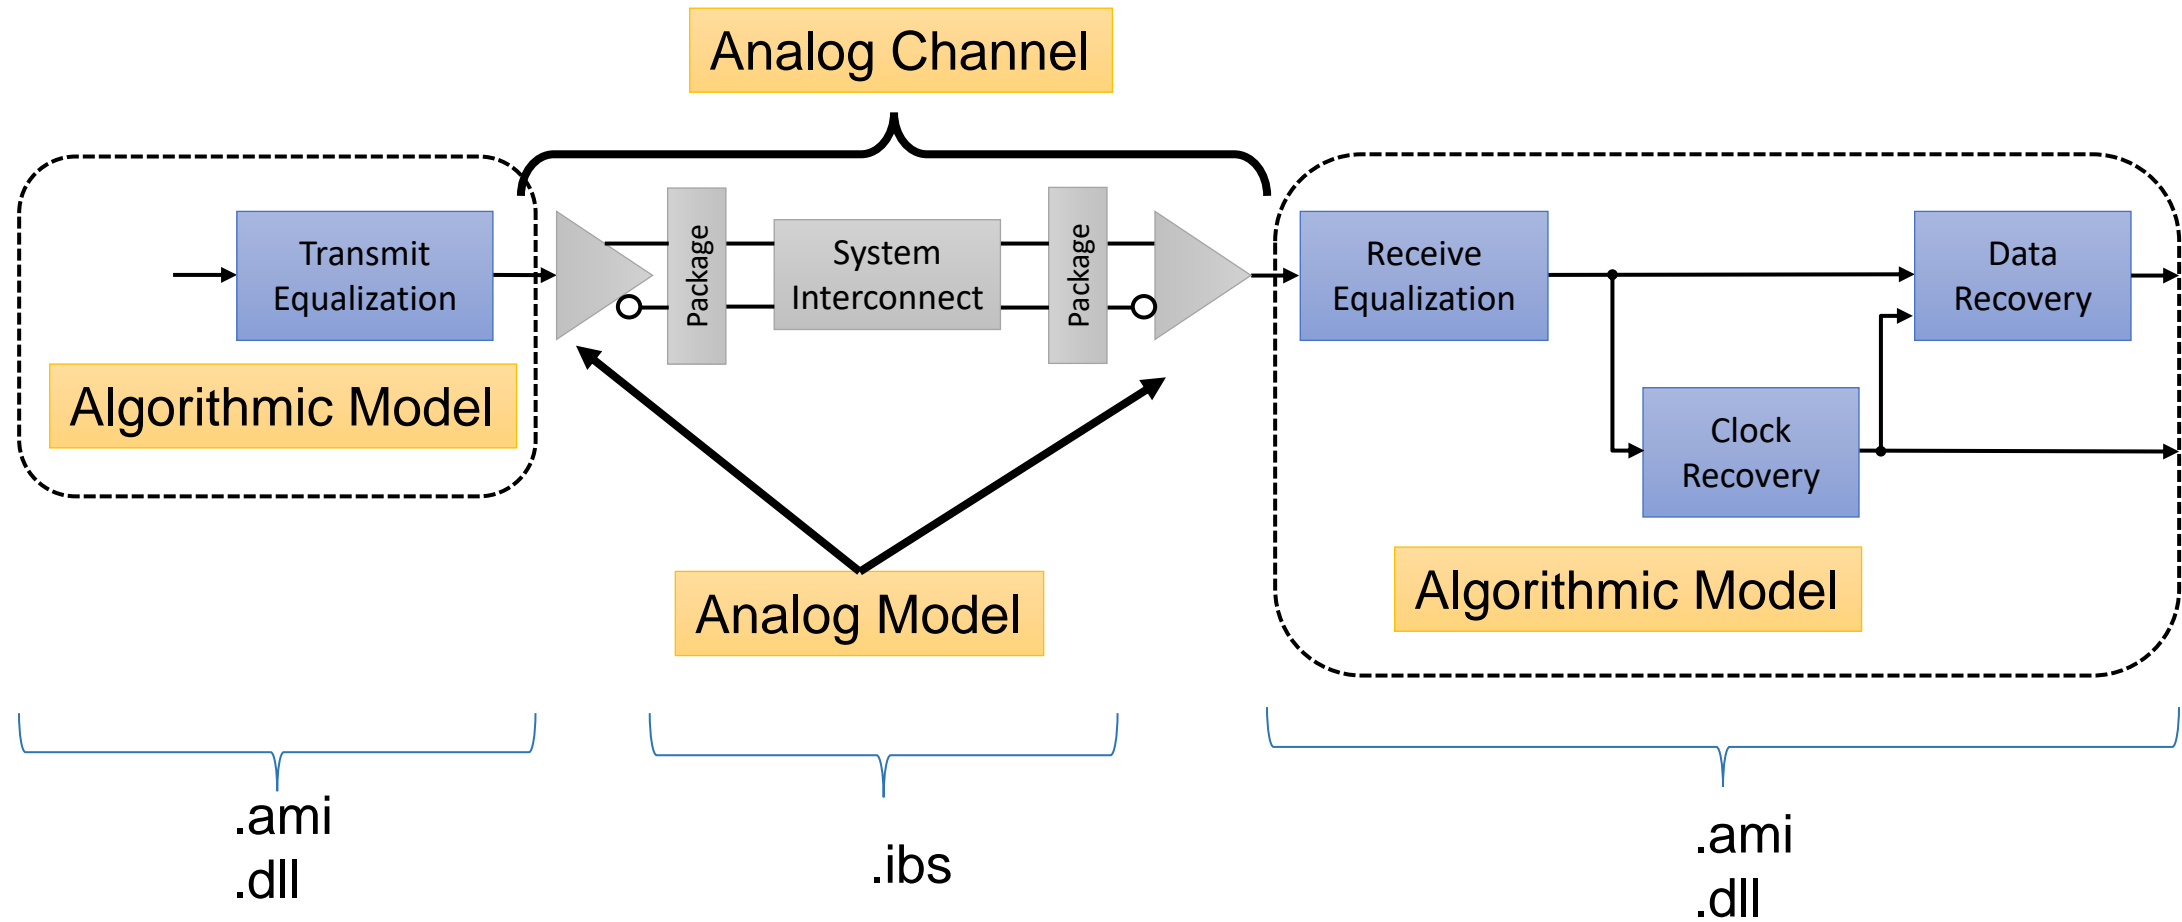 Analog Channel
Transmit
Equalization
Algorithmic Model
Package
System
Interconnect
Package
Analog Model
Receive
Equalization
Data
Recovery
Clock
Recovery
Algorithmic Model
.ami
.dll
.ibs
.ami
.dll